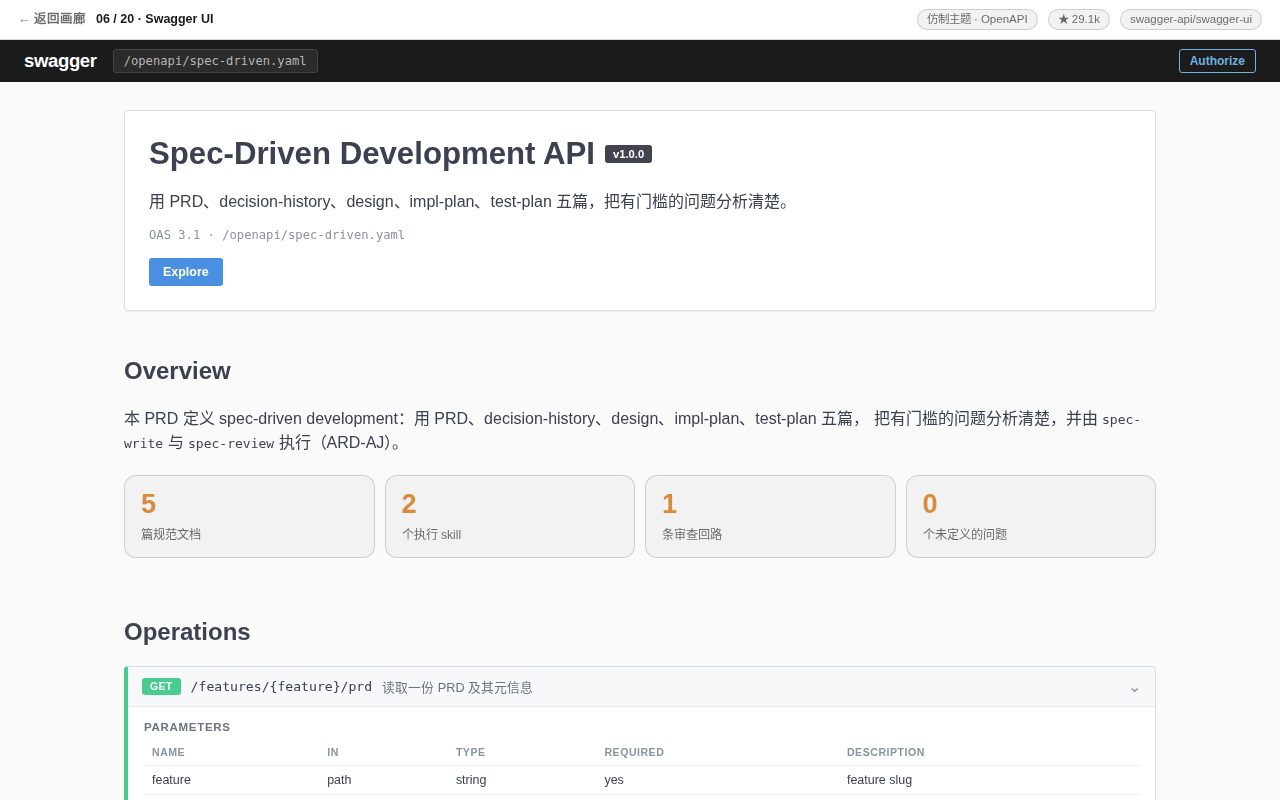 ← 返回画廊 06 / 20 · Swagger UI 仿制主题 · OpenAPI ★ 29.1k swagger-api/swagger-ui
swagger /openapi/spec-driven.yaml Authorize
Spec-Driven Development API v1.0.0
用 PRD、decision-history、design、impl-plan、test-plan 五篇，把有门槛的问题分析清楚。
OAS 3.1 · /openapi/spec-driven.yaml
Explore
Overview
本 PRD 定义 spec-driven development：用 PRD、decision-history、design、impl-plan、test-plan 五篇， 把有门槛的问题分析清楚，并由 spec-
write 与 spec-review 执行（ARD-AJ）。
5 2 1 0
篇规范文档 个执行 skill 条审查回路 个未定义的问题
Operations
GET /features/{feature}/prd 读取一份 PRD 及其元信息
PARAMETERS
NAME IN TYPE REQUIRED DESCRIPTION
feature path string yes feature slug